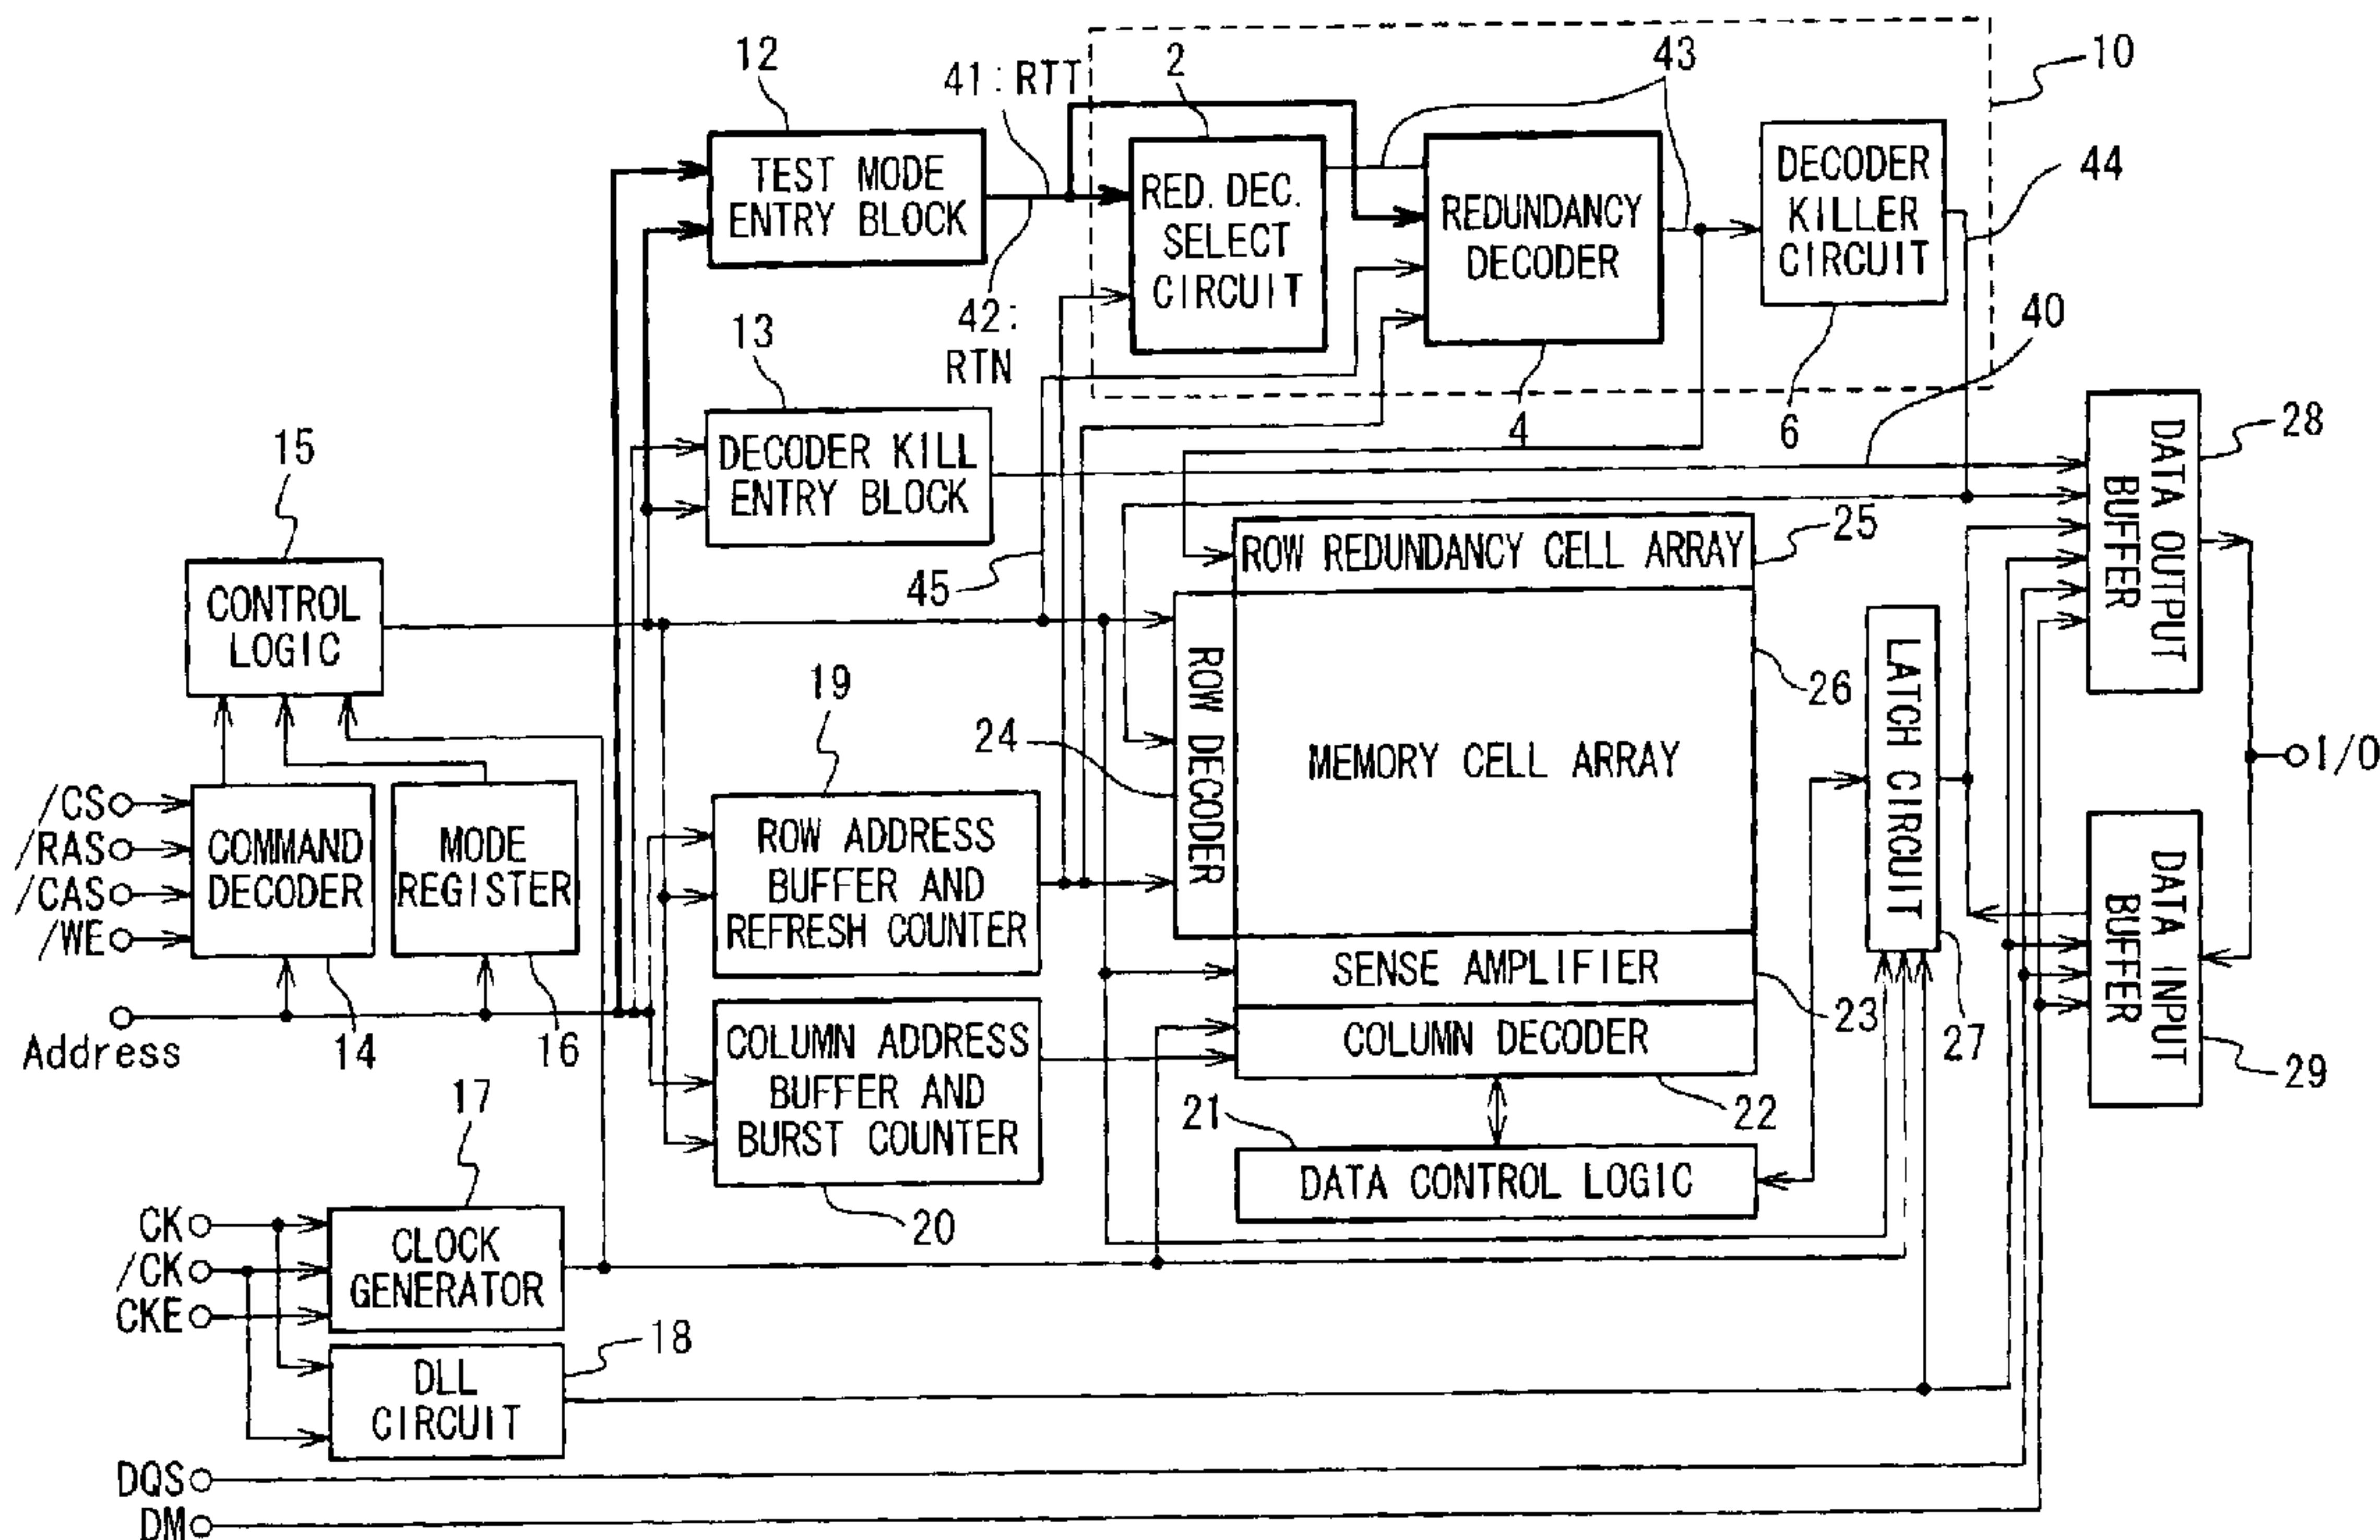 12
41:RTT
2
43
10
TEST MODE
ENTRY BLOCK
RED. DEC.
SELECT
CIRCUIT
REDUNDANCY
DECODER
DECODER
KILLER
CIRCUIT
44
42:
RTN
40
13
4
6
DECODER KILL
ENTRY BLOCK
15
28
DATA OUTPUT
BUFFER
25
ROW REDUNDANCY CELL ARRAY
45
CONTROL
LOGIC
19
26
ROW DECODER
24
MEMORY CELL ARRAY
LATCH CIRCUIT
I/O
/CS
/RAS
/CAS
/WE
COMMAND
DECODER
MODE
REGISTER
ROW ADDRESS
BUFFER AND
REFRESH COUNTER
DATA INPUT
BUFFER
SENSE AMPLIFIER
23
27
Address
14
16
COLUMN ADDRESS
BUFFER AND
BURST COUNTER
COLUMN DECODER
29
17
21
22
DATA CONTROL LOGIC
20
CK
/CK
CKE
CLOCK
GENERATOR
18
DLL
CIRCUIT
DQS
DM